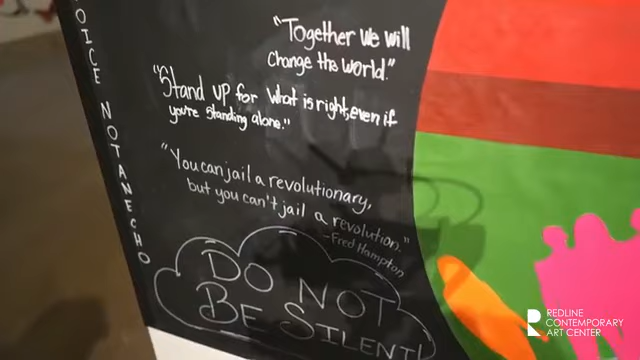 OICE NOT AN ECHO
"Together we will
Change the world."
"Stand up for what is right, even if
you're standing alone."
"You can jail a revolutionary,
but you can't jail a revolution."
-Fred Hampton
DO NOT
BE SILENT!
REDLINE
CONTEMPORARY
ART CENTER